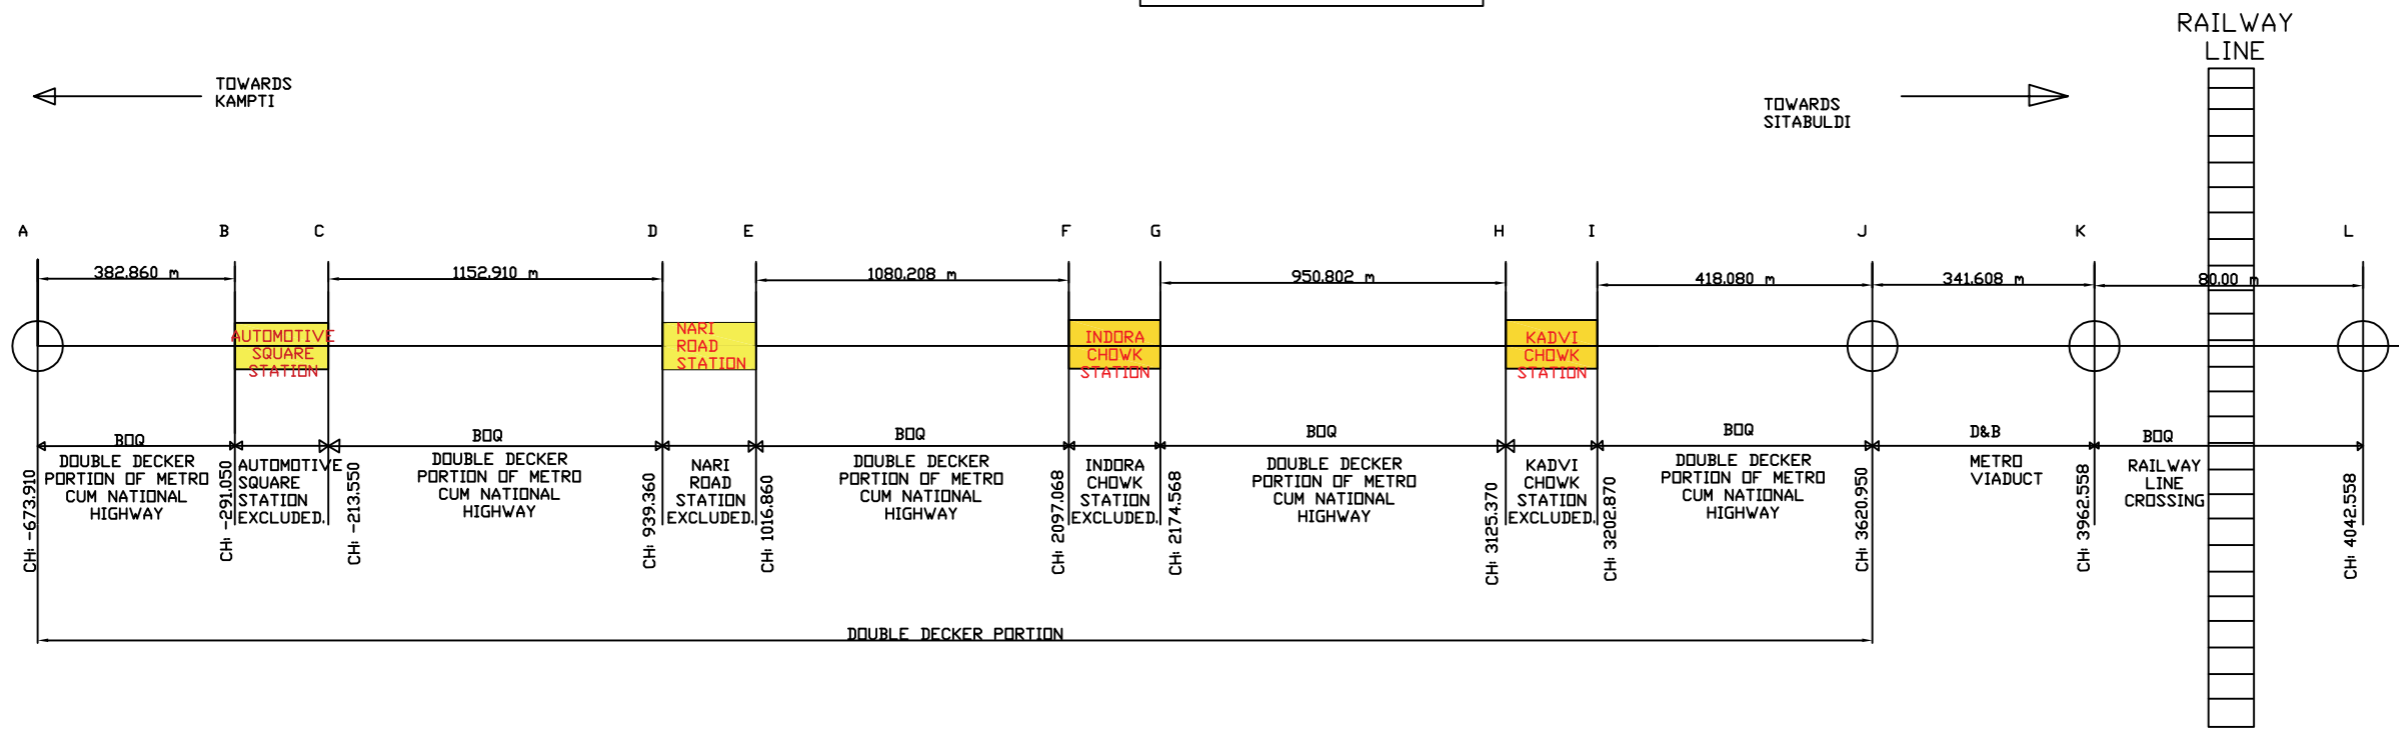 RAILWAY
LINE
TOWARDS
KAMPTI
TOWARDS
SITABULDI
A
B
C
D
E
F
G
H
I
J
K
L
382.860 m
1152.910 m
1080.208 m
950.802 m
418.080 m
341.608 m
80.00 m
AUTOMOTIVE
SQUARE
STATION
NARI
ROAD
STATION
INDORA
CHOWK
STATION
KADVI
CHOWK
STATION
BOQ
DOUBLE DECKER
PORTION OF METRO
CUM NATIONAL
HIGHWAY
AUTOMOTIVE
SQUARE
STATION
EXCLUDED.
BOQ
DOUBLE DECKER
PORTION OF METRO
CUM NATIONAL
HIGHWAY
NARI
ROAD
STATION
EXCLUDED.
BOQ
DOUBLE DECKER
PORTION OF METRO
CUM NATIONAL
HIGHWAY
INDORA
CHOWK
STATION
EXCLUDED.
BOQ
DOUBLE DECKER
PORTION OF METRO
CUM NATIONAL
HIGHWAY
KADVI
CHOWK
STATION
EXCLUDED.
BOQ
DOUBLE DECKER
PORTION OF METRO
CUM NATIONAL
HIGHWAY
D&B
METRO
VIADUCT
BOQ
RAILWAY
LINE
CROSSING
CH: -673.910
CH: -291.050
CH: -213.550
CH: 939.360
CH: 1016.860
CH: 2097.068
CH: 2174.568
CH: 3125.370
CH: 3202.870
CH: 3620.950
CH: 3962.558
CH: 4042.558
DOUBLE DECKER PORTION